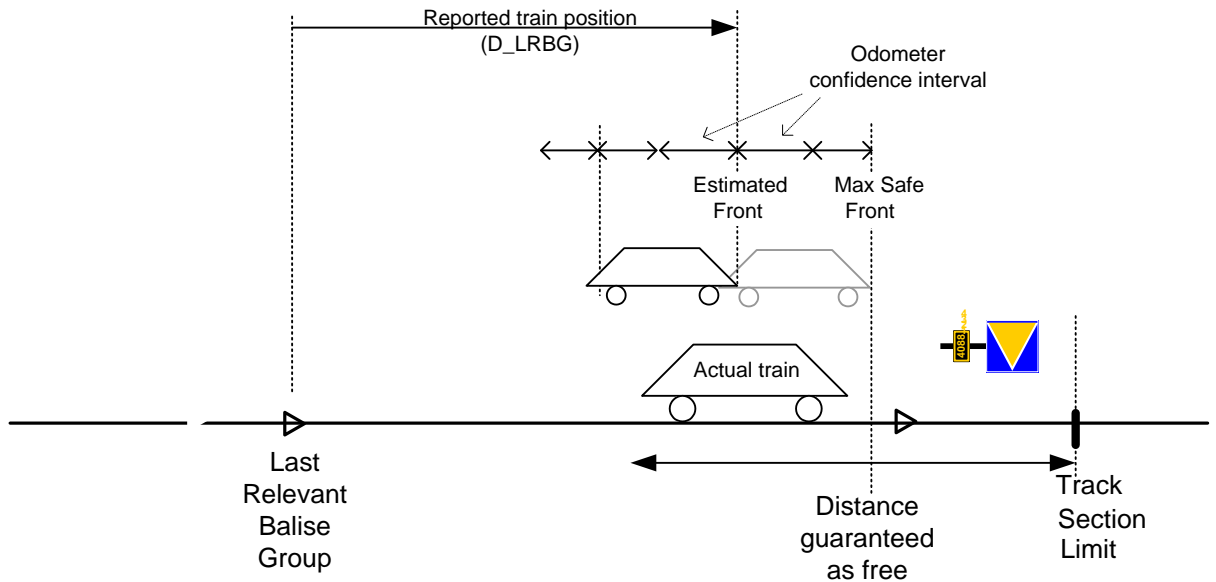 Reported train position
(D_LRBG)
Odometer
confidence interval
Estimated
Front
Max Safe
Front
4088
Actual train
Last
Relevant
Balise
Group
Distance
guaranteed
as free
Track
Section
Limit